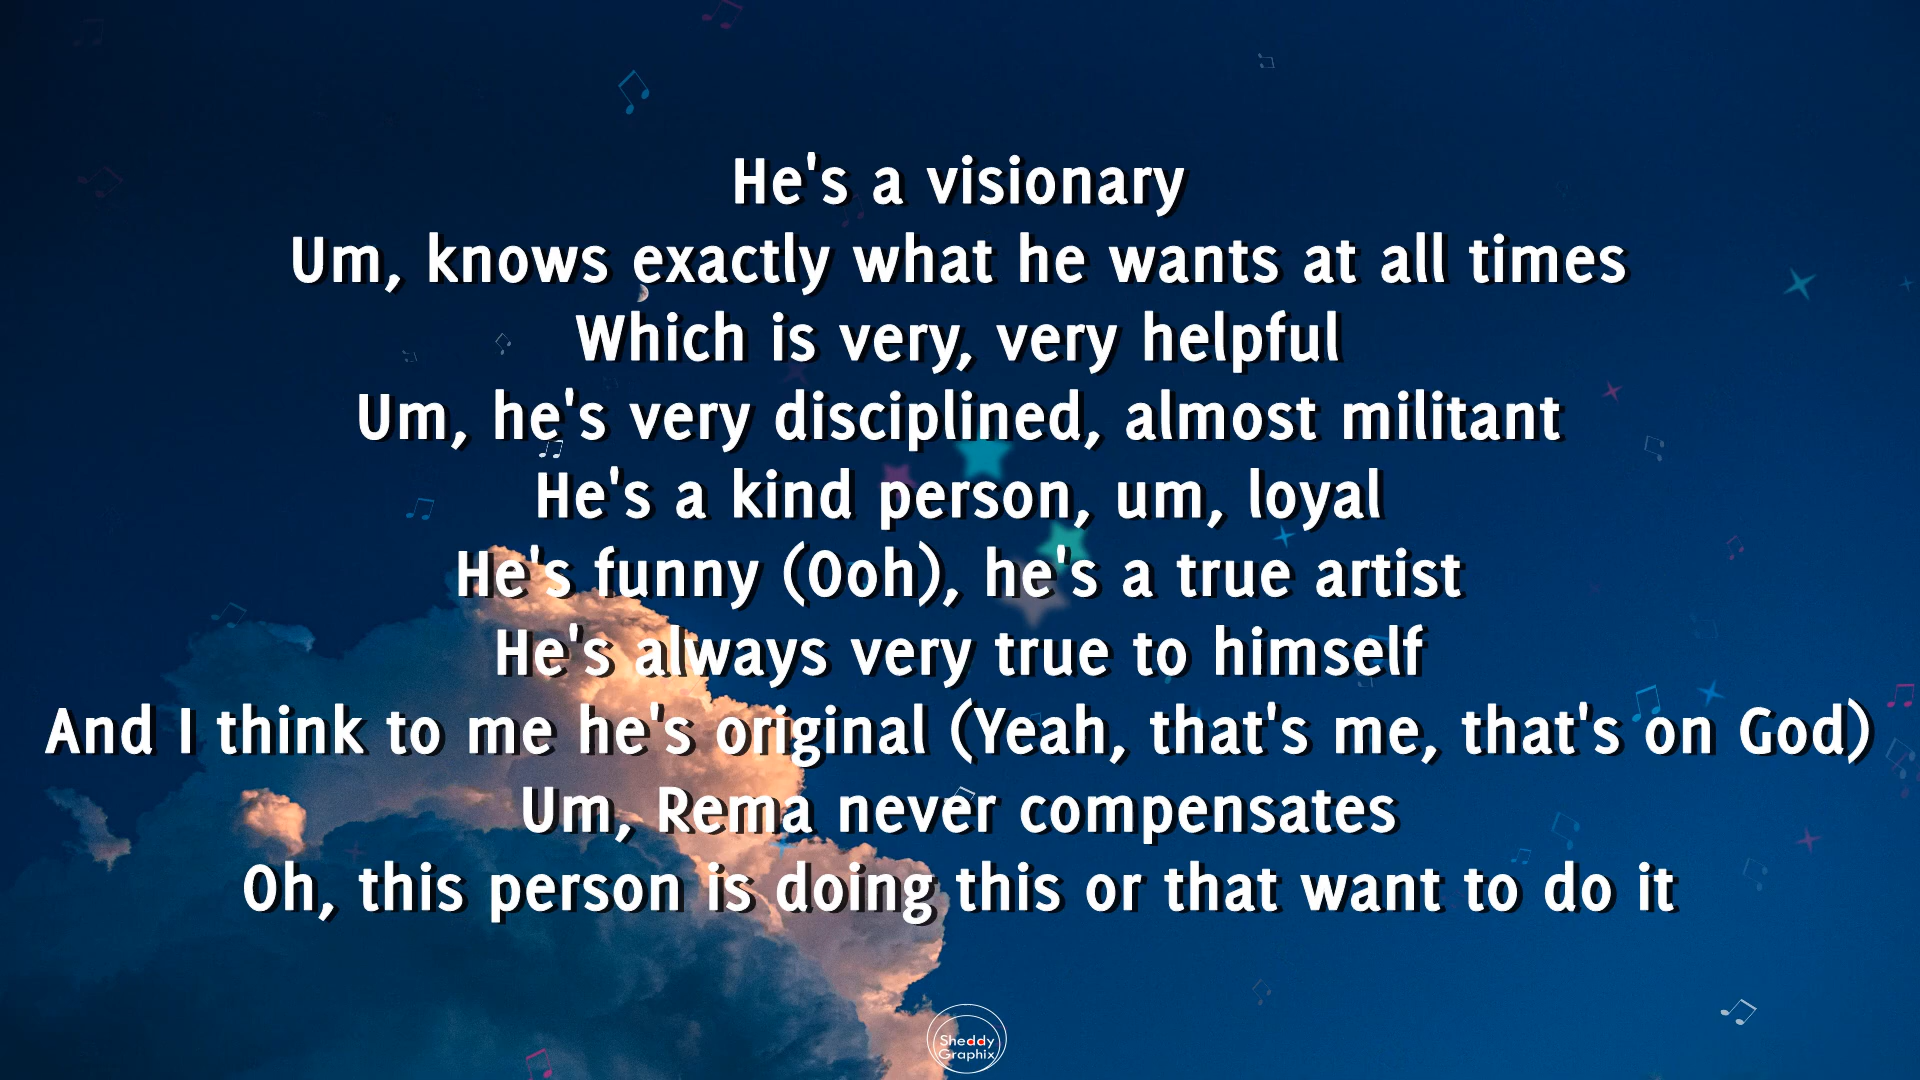 He's a visionary
Um, knows exactly what he wants at all times
Which is very, very helpful
Um, he's very disciplined, almost militant
He's a kind person, um, loyal
He's funny (Ooh), he's a true artist
He's always very true to himself
And I think to me he's original (Yeah, that's me, that's on God)
Um, Rema never compensates
Oh, this person is doing this or that want to do it
Sheddy
Graphix